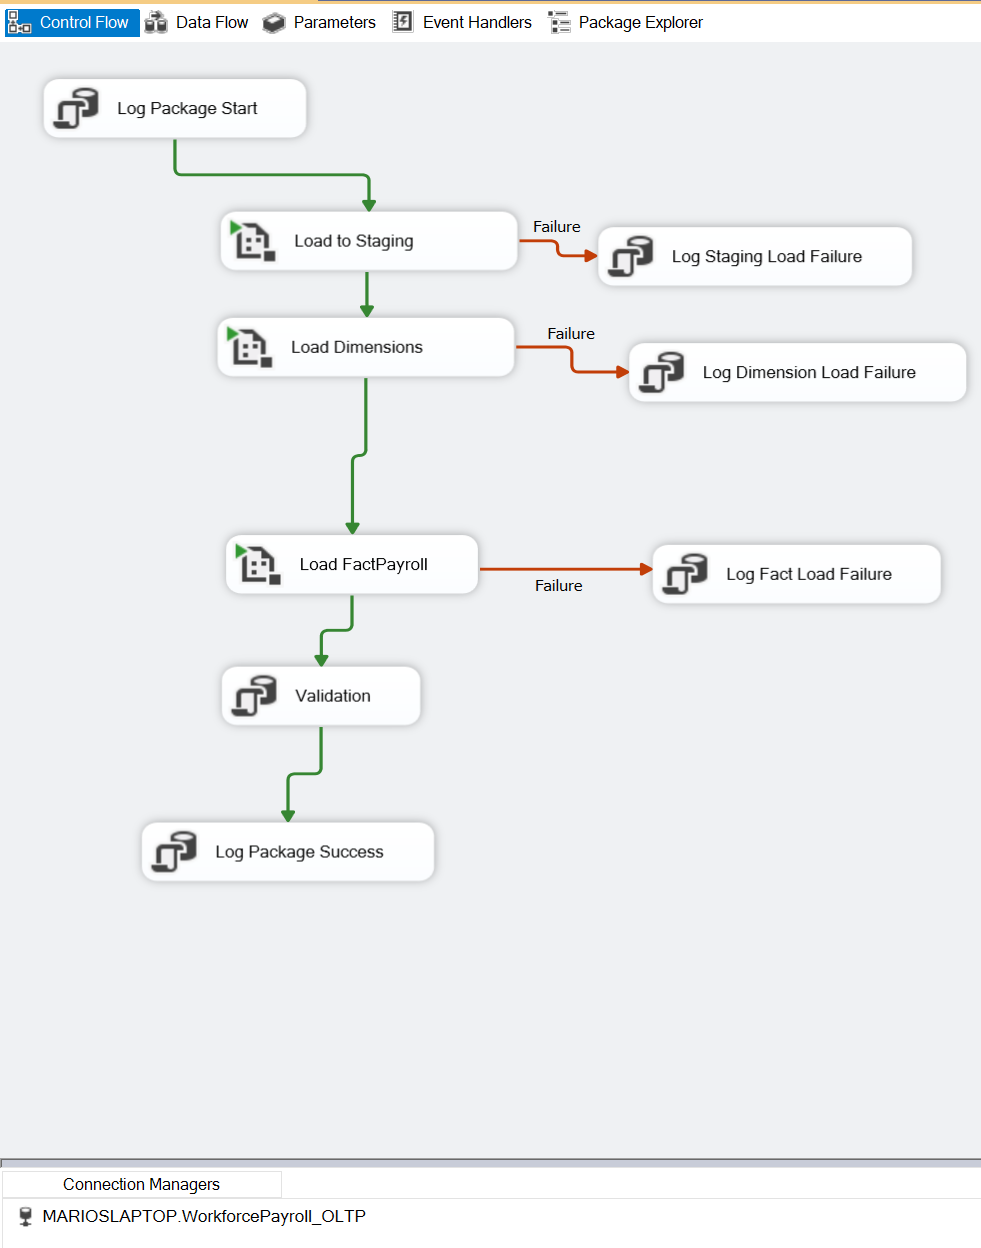 Control Flow Data Flow Parameters Event Handlers Package Explorer
Log Package Start
Failure
Load to Staging
Log Staging Load Failure
Failure
Load Dimensions
Log Dimension Load Failure
Load FactPayroll
Log Fact Load Failure
Failure
Validation
Log Package Success
Connection Managers
MARIOSLAPTOP.WorkforcePayroll_OLTP